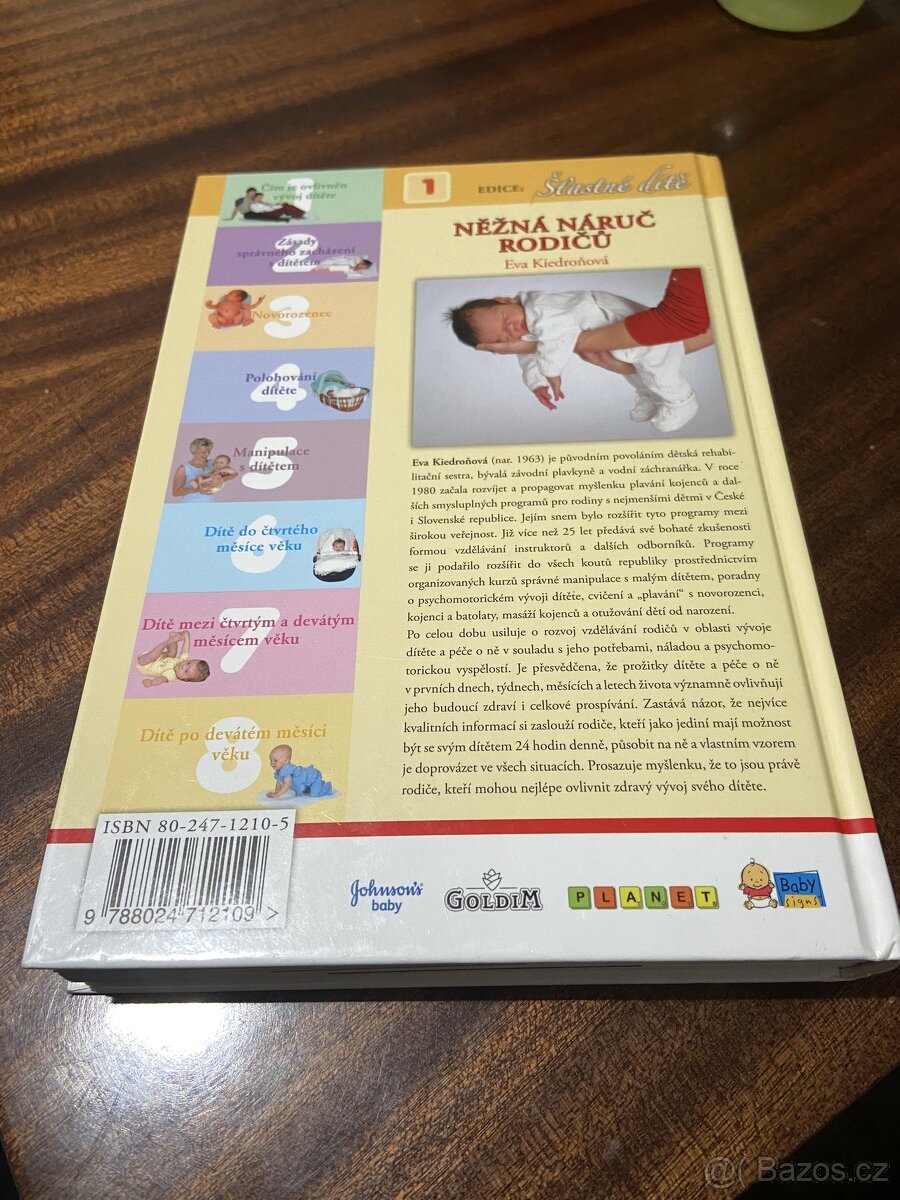 1
Čím je ovlivněn
vývoj dítěte
2
Zásady
správného zacházení
s dítětem
3
Novorozenec
4
Polohování
dítěte
5
Manipulace
s dítětem
6
Dítě do čtvrtého
měsíce věku
7
Dítě mezi čtvrtým a devátým
měsícem věku
8
Dítě po devátém měsíci
věku
1 EDICE: Šťastné dítě
NĚŽNÁ NÁRUČ
RODIČŮ
Eva Kiedroňová
Eva Kiedroňová (nar. 1963) je původním povoláním dětská rehabi-
litační sestra, bývalá závodní plavkyně a vodní záchranářka. V roce
1980 začala rozvíjet a propagovat myšlenku plavání kojenců a dal-
ších smysluplných programů pro rodiny s nejmenšími dětmi v České
i Slovenské republice. Jejím snem bylo rozšířit tyto programy mezi
širokou veřejnost. Již více než 25 let předává své bohaté zkušenosti
formou vzdělávání instruktorů a dalších odborníků. Programy
se ji podařilo rozšířit do všech koutů republiky prostřednictvím
organizovaných kurzů správné manipulace s malým dítětem, poradny
o psychomotorickém vývoji dítěte, cvičení a „plavání“ s novorozenci,
kojenci a batolaty, masáží kojenců a otužování dětí od narození.
Po celou dobu usiluje o rozvoj vzdělávání rodičů v oblasti vývoje
dítěte a péče o ně v souladu s jeho potřebami, náladou a psychomo-
torickou vyspělostí. Je přesvědčena, že prožitky dítěte a péče o ně
v prvních dnech, týdnech, měsících a letech života významně ovlivňují
jeho budoucí zdraví i celkové prospívání. Zastává názor, že nejvíce
kvalitních informací si zaslouží rodiče, kteří jako jediní mají možnost
být se svým dítětem 24 hodin denně, působit na ně a vlastním vzorem
je doprovázet ve všech situacích. Prosazuje myšlenku, že to jsou právě
rodiče, kteří mohou nejlépe ovlivnit zdravý vývoj svého dítěte.
ISBN 80-247-1210-5
9 788024 712109 >
Johnson's
baby
GOLDIM
PLANET
Baby
signs
@ Bazos.cz